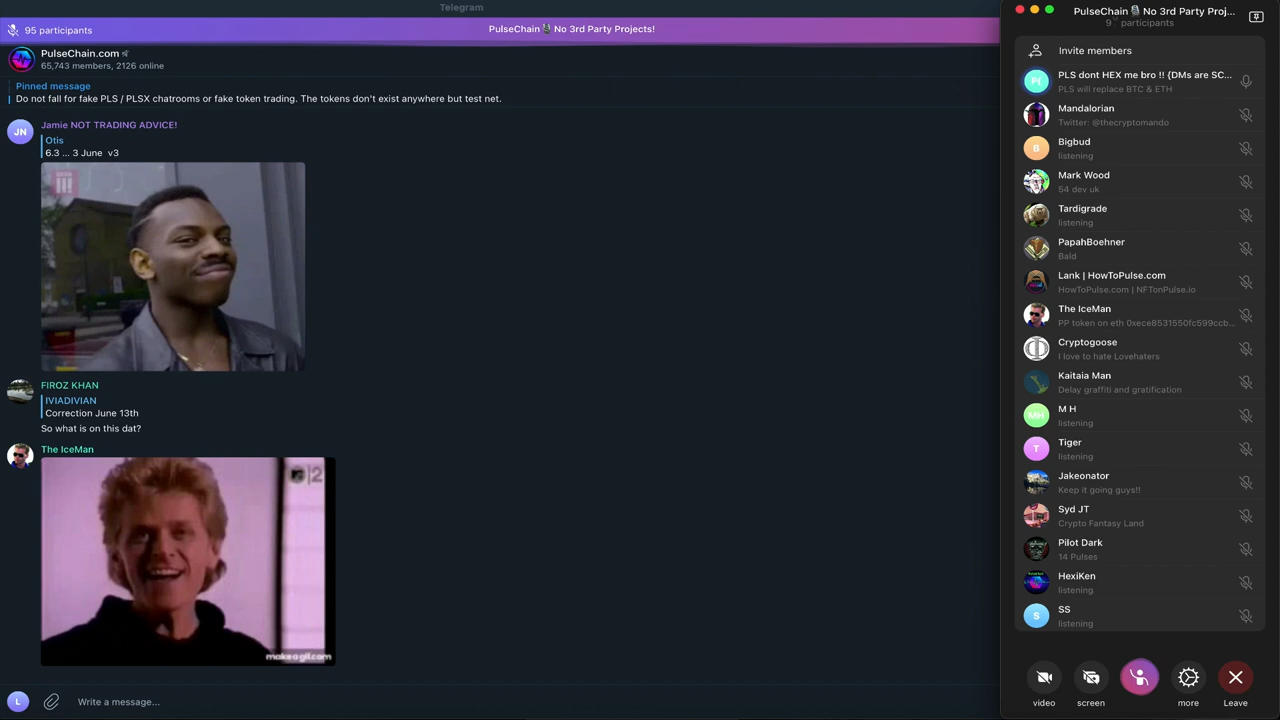 Telegram
95 participants
PulseChain No 3rd Party Projects!
PulseChain.com
65,743 members, 2126 online
Pinned message
Do not fall for fake PLS / PLSX chatrooms or fake token trading. The tokens don't exist anywhere but test net.
JN
Jamie NOT TRADING ADVICE!
Otis
6.3 ... 3 June v3
FIROZ KHAN
IVIADIVIAN
Correction June 13th
So what is on this dat?
The IceMan
makeagif.com
L
Write a message...
PulseChain No 3rd Party Proj...
participants
Invite members
PLS dont HEX me bro !! {DMs are SC...
PLS will replace BTC & ETH
Mandalorian
Twitter: @thecryptomando
B
Bigbud
listening
Mark Wood
54 dev uk
Tardigrade
listening
PapahBoehner
Bald
Lank | HowToPulse.com
HowToPulse.com | NFTonPulse.io
The IceMan
PP token on eth 0xece8531550fc599ccb...
Cryptogoose
I love to hate Lovehaters
Kaitaia Man
Delay graffiti and gratification
MH
M H
listening
T
Tiger
listening
Jakeonator
Keep it going guys!!
Syd JT
Crypto Fantasy Land
Pilot Dark
14 Pulses
HexiKen
listening
S
SS
listening
video
screen
more
Leave